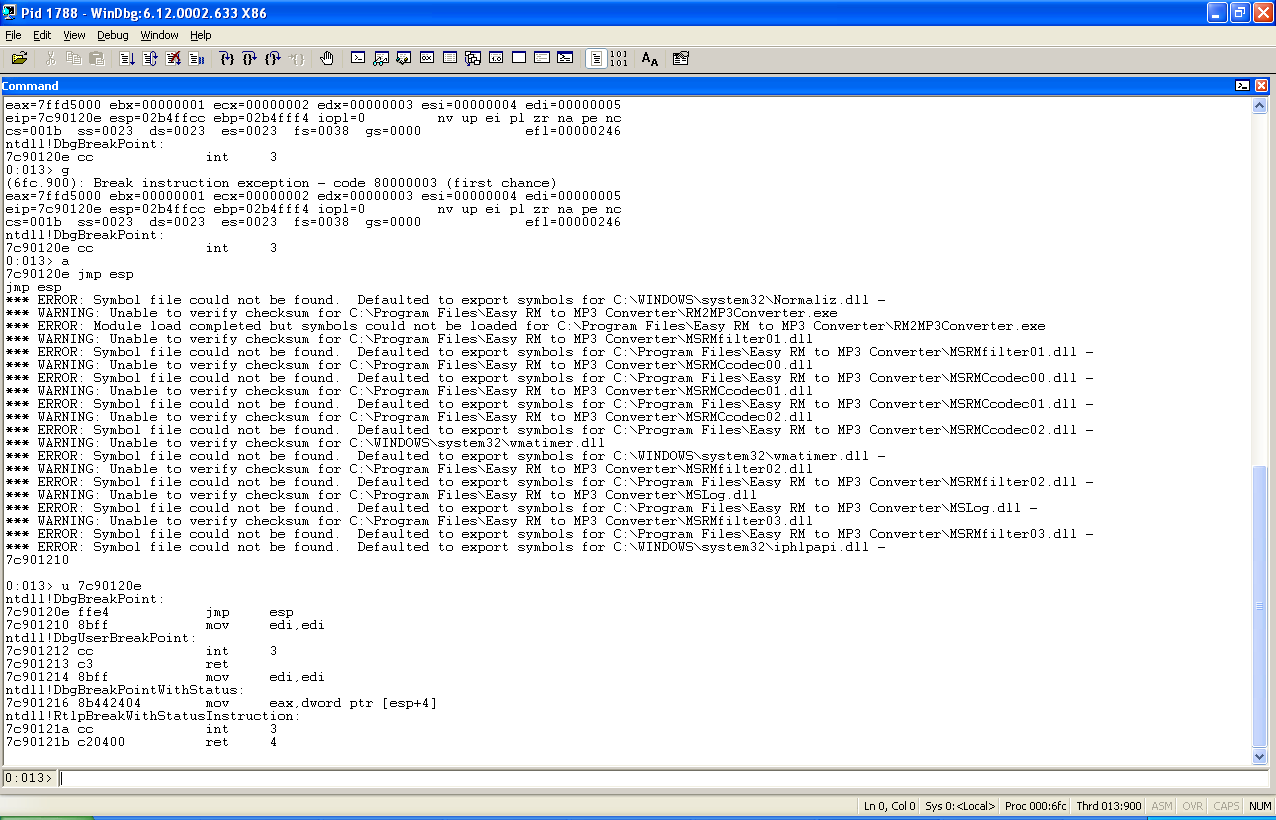 Pid 1788 - WinDbg:6.12.0002.633 X86
File Edit View Debug Window Help
Command
eax=7ffd5000 ebx=00000001 ecx=00000002 edx=00000003 esi=00000004 edi=00000005
eip=7c90120e esp=02b4ffcc ebp=02b4fff4 iopl=0         nv up ei pl zr na pe nc
cs=001b  ss=0023  ds=0023  es=0023  fs=0038  gs=0000             efl=00000246
ntdll!DbgBreakPoint:
7c90120e cc              int     3
0:013> g
(6fc.900): Break instruction exception - code 80000003 (first chance)
eax=7ffd5000 ebx=00000001 ecx=00000002 edx=00000003 esi=00000004 edi=00000005
eip=7c90120e esp=02b4ffcc ebp=02b4fff4 iopl=0         nv up ei pl zr na pe nc
cs=001b  ss=0023  ds=0023  es=0023  fs=0038  gs=0000             efl=00000246
ntdll!DbgBreakPoint:
7c90120e cc              int     3
0:013> a
7c90120e jmp esp
jmp esp
*** ERROR: Symbol file could not be found.  Defaulted to export symbols for C:\WINDOWS\system32\Normaliz.dll -
*** WARNING: Unable to verify checksum for C:\Program Files\Easy RM to MP3 Converter\RM2MP3Converter.exe
*** ERROR: Module load completed but symbols could not be loaded for C:\Program Files\Easy RM to MP3 Converter\RM2MP3Converter.exe
*** WARNING: Unable to verify checksum for C:\Program Files\Easy RM to MP3 Converter\MSRMfilter01.dll
*** ERROR: Symbol file could not be found.  Defaulted to export symbols for C:\Program Files\Easy RM to MP3 Converter\MSRMfilter01.dll -
*** WARNING: Unable to verify checksum for C:\Program Files\Easy RM to MP3 Converter\MSRMCcodec00.dll
*** ERROR: Symbol file could not be found.  Defaulted to export symbols for C:\Program Files\Easy RM to MP3 Converter\MSRMCcodec00.dll -
*** WARNING: Unable to verify checksum for C:\Program Files\Easy RM to MP3 Converter\MSRMCcodec01.dll
*** ERROR: Symbol file could not be found.  Defaulted to export symbols for C:\Program Files\Easy RM to MP3 Converter\MSRMCcodec01.dll -
*** WARNING: Unable to verify checksum for C:\Program Files\Easy RM to MP3 Converter\MSRMCcodec02.dll
*** ERROR: Symbol file could not be found.  Defaulted to export symbols for C:\Program Files\Easy RM to MP3 Converter\MSRMCcodec02.dll -
*** WARNING: Unable to verify checksum for C:\WINDOWS\system32\wmatimer.dll
*** ERROR: Symbol file could not be found.  Defaulted to export symbols for C:\WINDOWS\system32\wmatimer.dll -
*** WARNING: Unable to verify checksum for C:\Program Files\Easy RM to MP3 Converter\MSRMfilter02.dll
*** ERROR: Symbol file could not be found.  Defaulted to export symbols for C:\Program Files\Easy RM to MP3 Converter\MSRMfilter02.dll -
*** WARNING: Unable to verify checksum for C:\Program Files\Easy RM to MP3 Converter\MSLog.dll
*** ERROR: Symbol file could not be found.  Defaulted to export symbols for C:\Program Files\Easy RM to MP3 Converter\MSLog.dll -
*** WARNING: Unable to verify checksum for C:\Program Files\Easy RM to MP3 Converter\MSRMfilter03.dll
*** ERROR: Symbol file could not be found.  Defaulted to export symbols for C:\Program Files\Easy RM to MP3 Converter\MSRMfilter03.dll -
*** ERROR: Symbol file could not be found.  Defaulted to export symbols for C:\WINDOWS\system32\iphlpapi.dll -
7c901210
0:013> u 7c90120e
ntdll!DbgBreakPoint:
7c90120e ffe4            jmp     esp
7c901210 8bff            mov     edi,edi
ntdll!DbgUserBreakPoint:
7c901212 cc              int     3
7c901213 c3              ret
7c901214 8bff            mov     edi,edi
ntdll!DbgBreakPointWithStatus:
7c901216 8b442404        mov     eax,dword ptr [esp+4]
ntdll!RtlpBreakWithStatusInstruction:
7c90121a cc              int     3
7c90121b c20400          ret     4
0:013>
Ln 0, Col 0 Sys 0:<Local> Proc 000:6fc Thrd 013:900 ASM OVR CAPS NUM